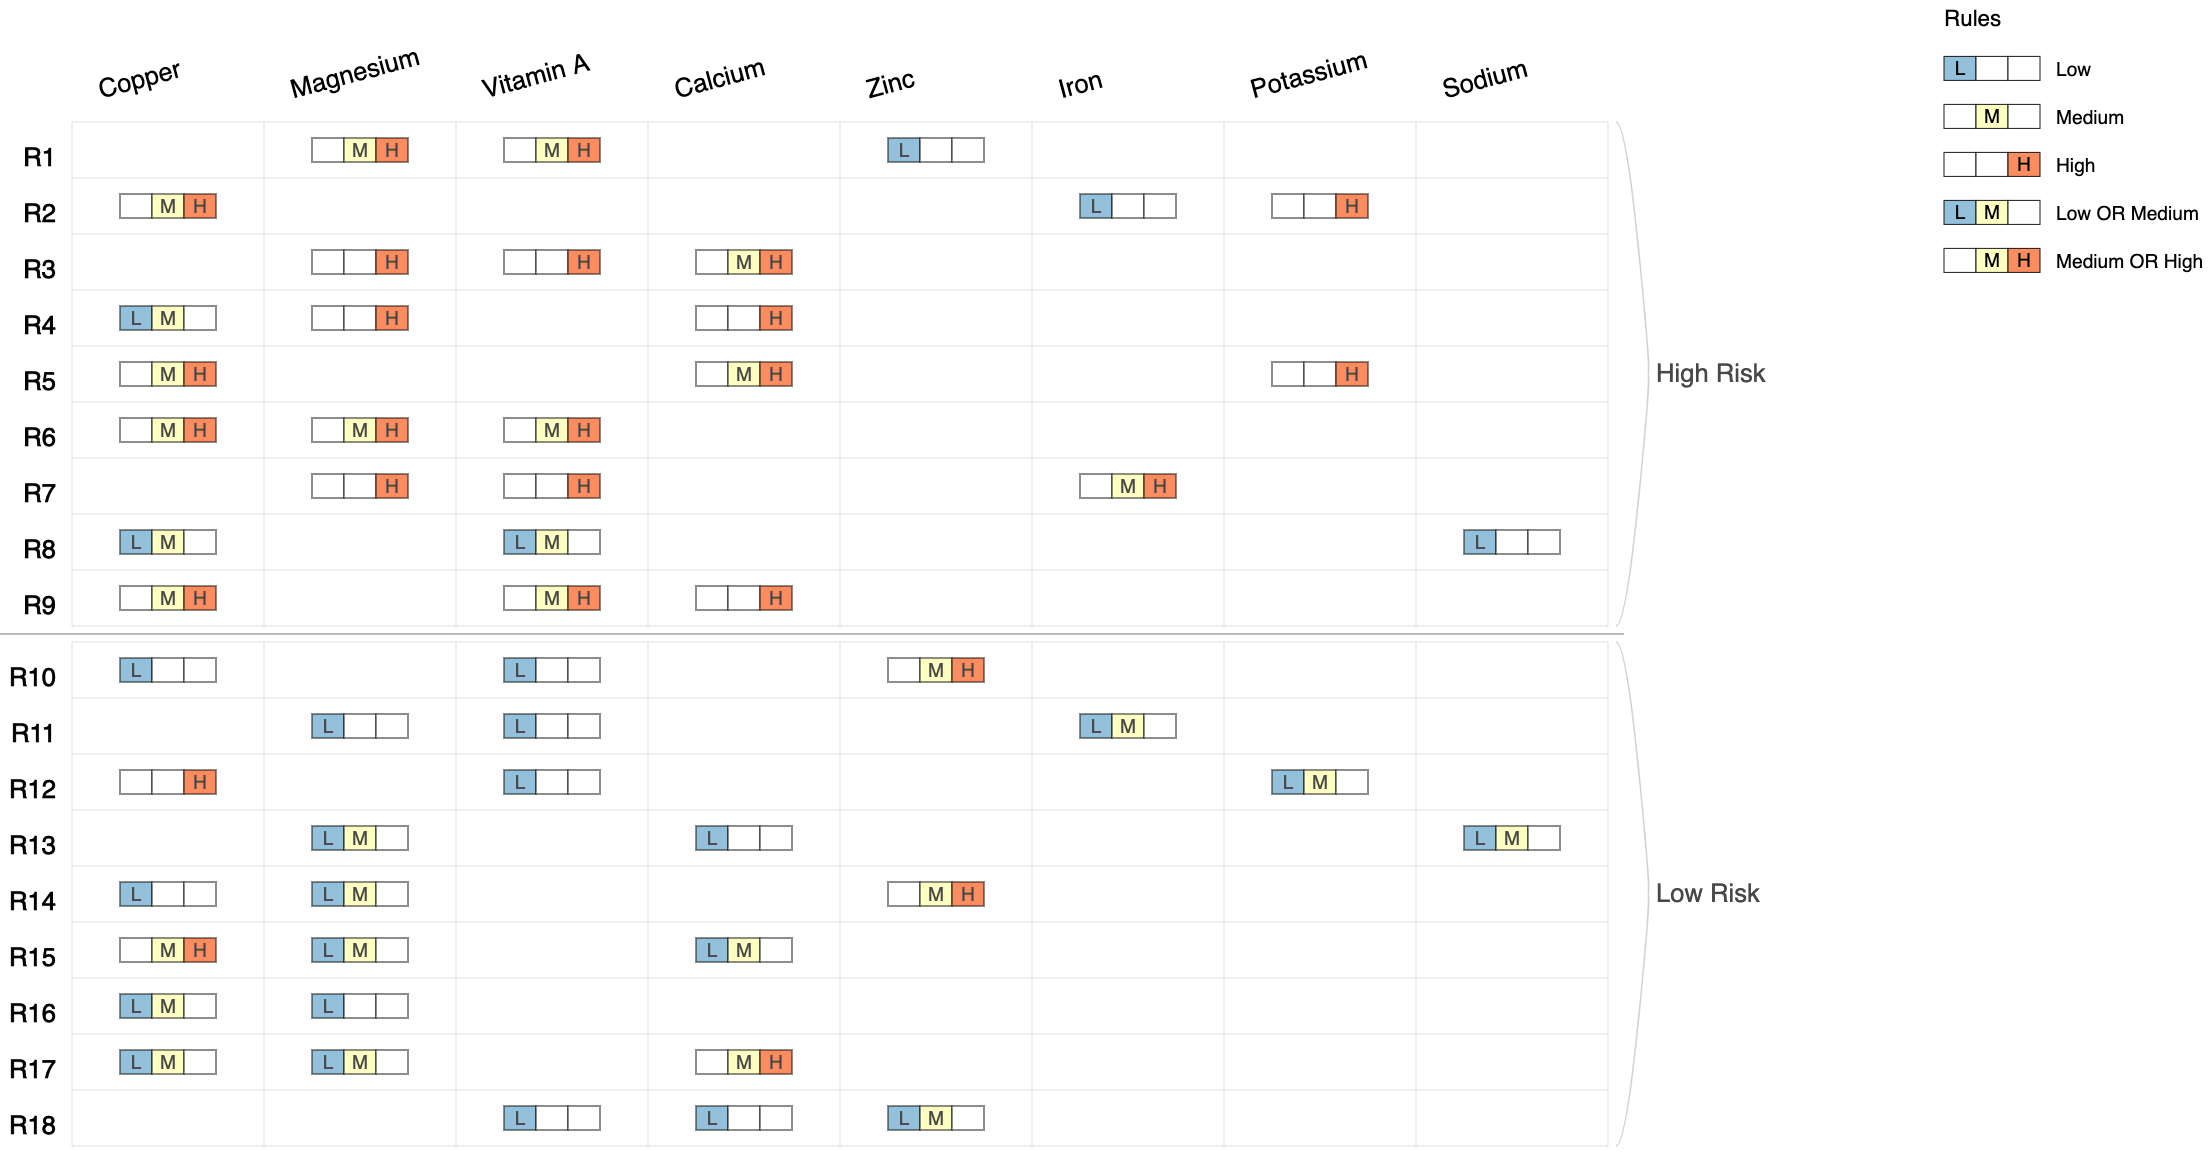 Copper Magnesium Vitamin A Calcium Zinc Iron Potassium Sodium
R1 M H M H L
R2 M H L H
R3 H H M H
R4 L M H H
R5 M H M H H
R6 M H M H M H
R7 H H M H
R8 L M L M L
R9 M H M H H
High Risk
R10 L L M H
R11 L L L M
R12 H L L M
R13 L M L L M
R14 L L M M H
R15 M H L M L M
R16 L M L
R17 L M L M M H
R18 L L L M
Low Risk
Rules
L Low
M Medium
H High
L M Low OR Medium
M H Medium OR High